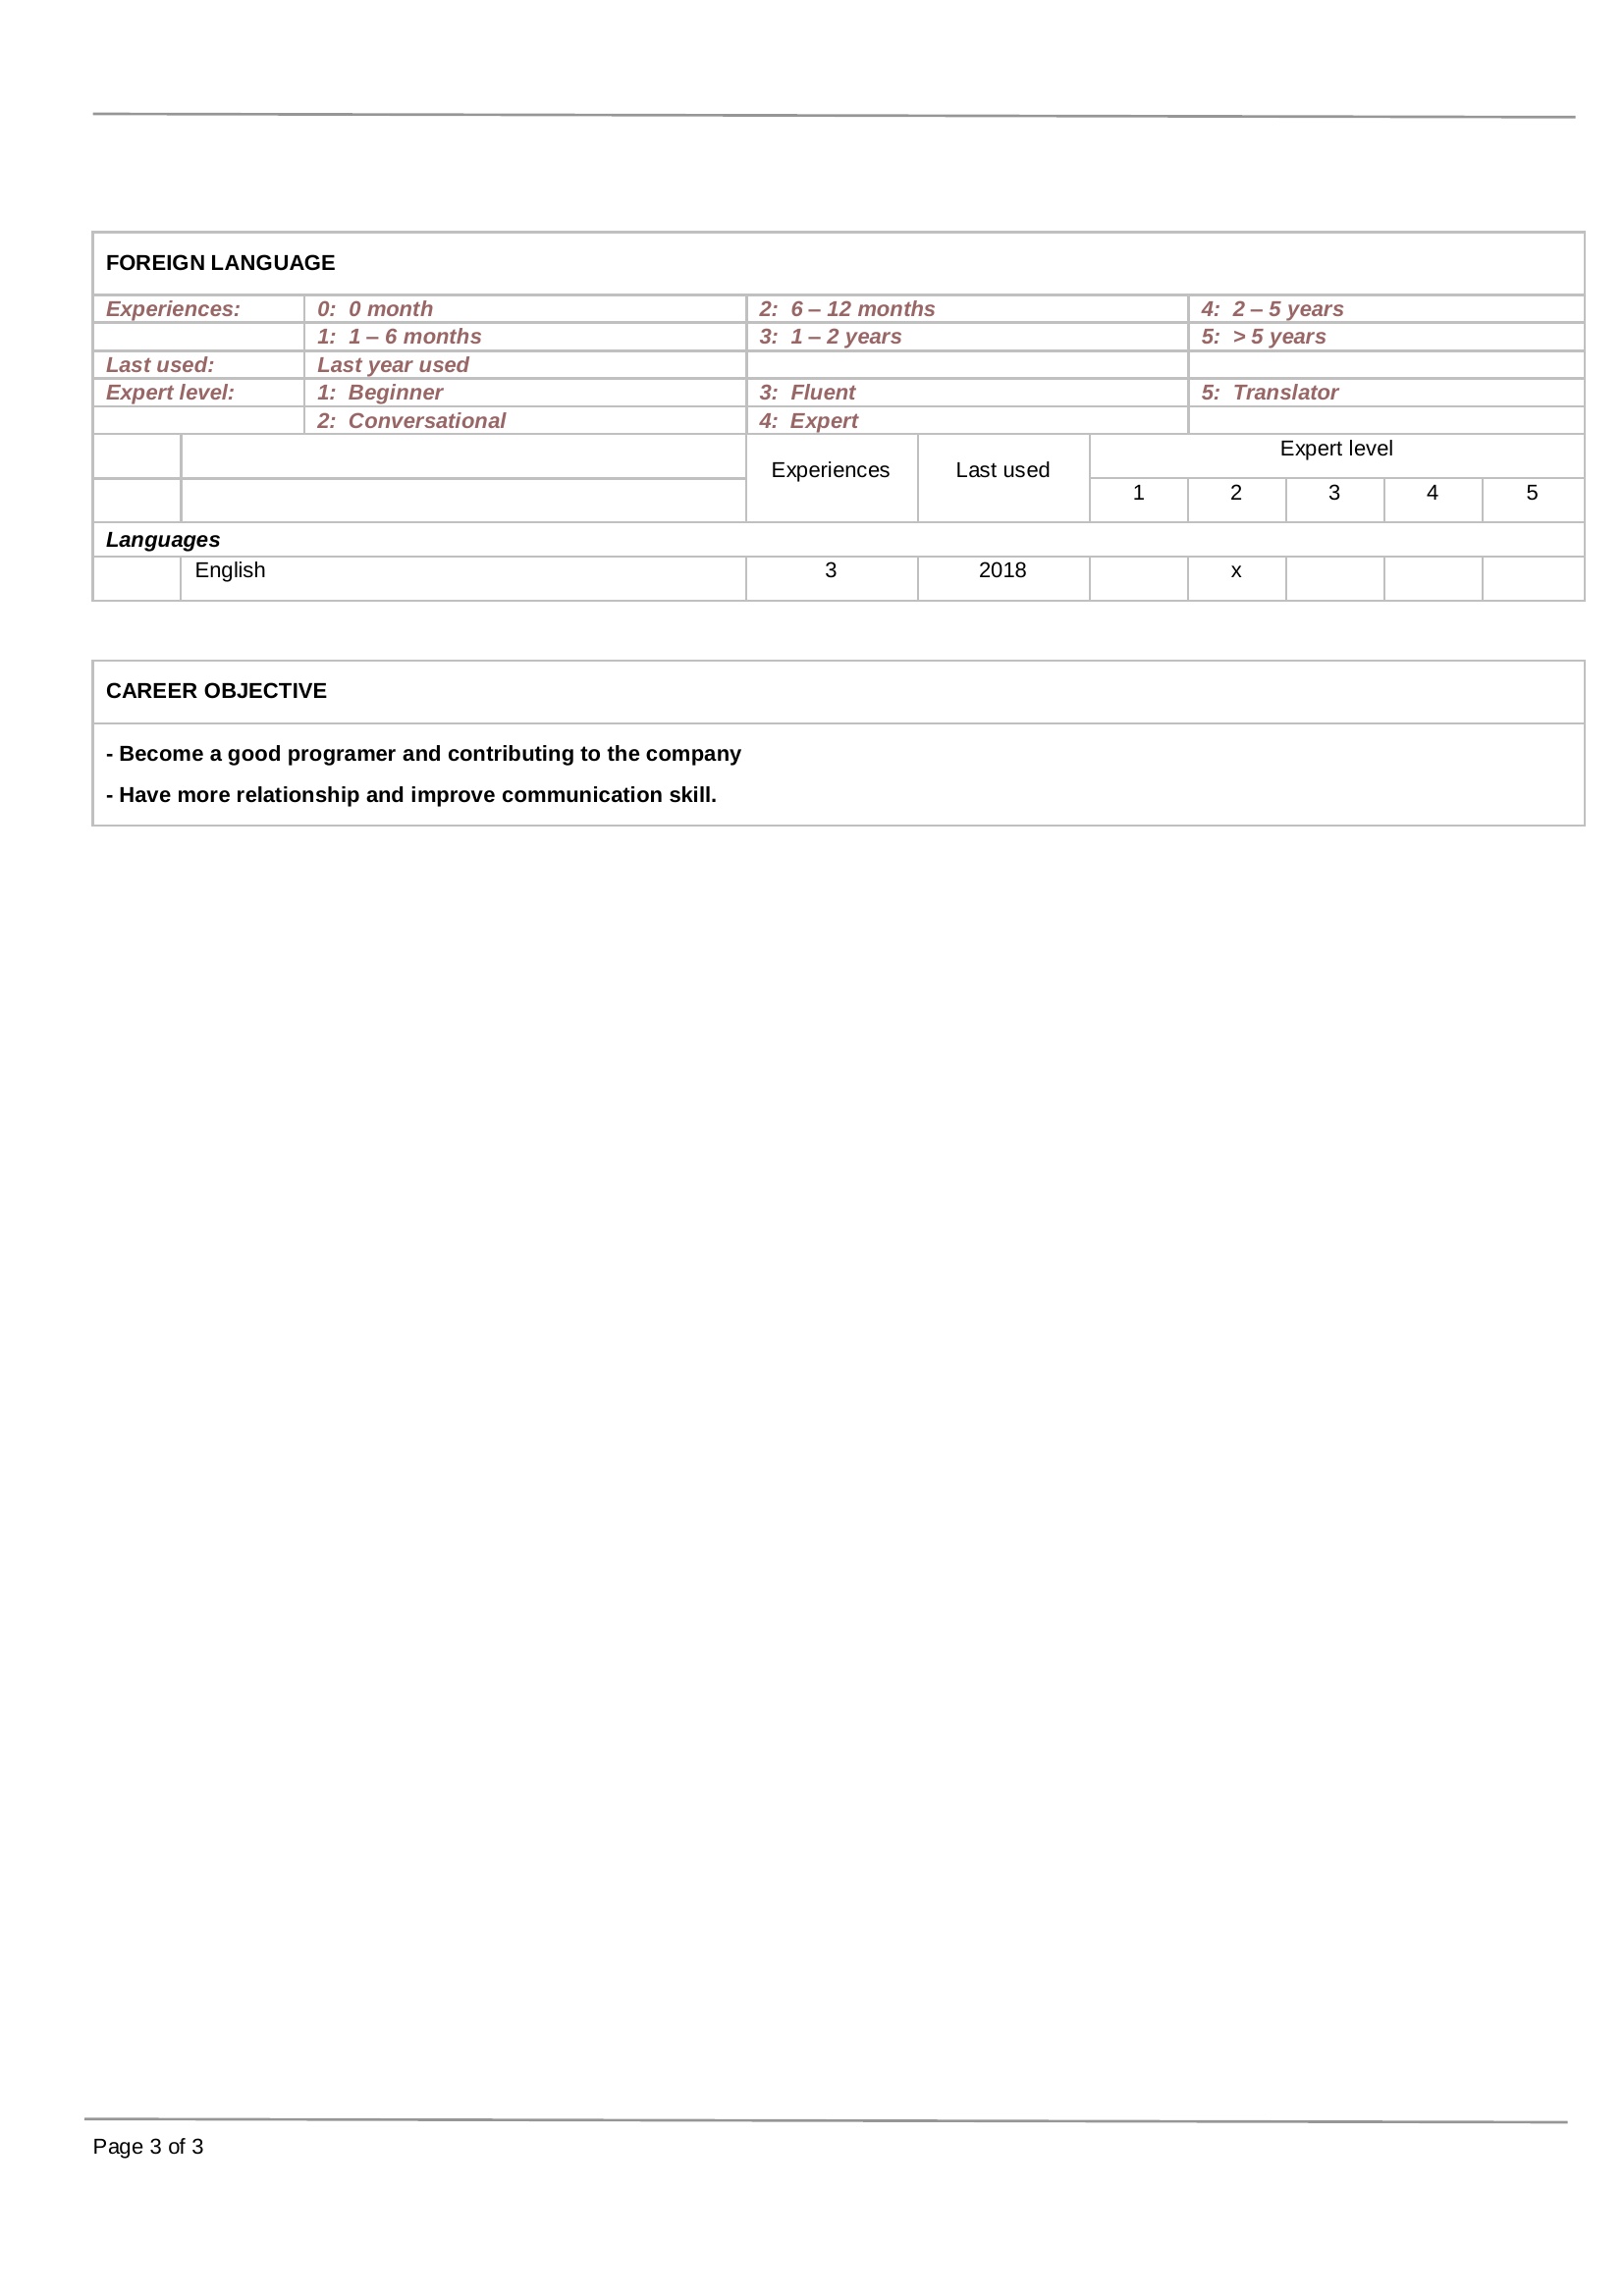 FOREIGN LANGUAGE
Experiences: 0: 0 month 2: 6 – 12 months 4: 2 – 5 years
1: 1 – 6 months 3: 1 – 2 years 5: > 5 years
Last used: Last year used
Expert level: 1: Beginner 3: Fluent 5: Translator
2: Conversational 4: Expert
Experiences Last used Expert level
1 2 3 4 5
Languages
English 3 2018 x
CAREER OBJECTIVE
- Become a good programer and contributing to the company
- Have more relationship and improve communication skill.
Page 3 of 3